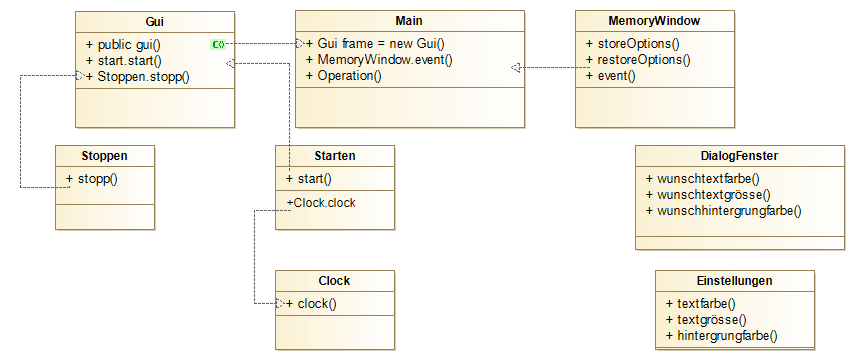 Gui
+ public gui()
C()
+ start.start()
+ Stoppen.stopp()
Main
+ Gui frame = new Gui()
+ MemoryWindow.event()
+ Operation()
MemoryWindow
+ storeOptions()
+ restoreOptions()
+ event()
Stoppen
+ stopp()
Starten
+ start()
+Clock.clock
DialogFenster
+ wunschtextfarbe()
+ wunschtextgrösse()
+ wunschhintergrungfarbe()
Clock
+ clock()
Einstellungen
+ textfarbe()
+ textgrösse()
+ hintergrungfarbe()